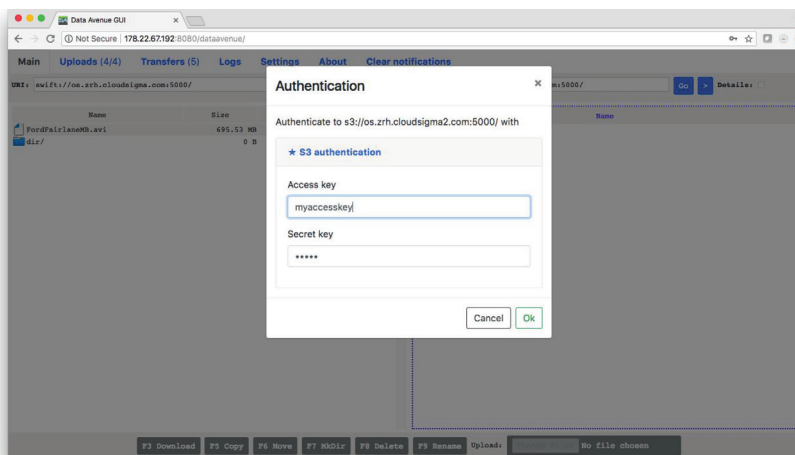 Data Avenue GUI
Not Secure | 178.22.67.192:8080/dataavenue/
Main Uploads (4/4) Transfers (5) Logs Settings About Clear notifications
URI: swift://os.zrh.cloudsigma.com:5000/
m:5000/ Go > Details:
Name Size
Name
FordFairlaneMB.avi 695.53 MB
dir/ 0 B
Authentication ×
Authenticate to s3://os.zrh.cloudsigma2.com:5000/ with
★ S3 authentication
Access key
myaccesskey
Secret key
*****
Cancel Ok
F3 Download F5 Copy F6 Move F7 MkDir F8 Delete F9 Rename Upload: No file chosen